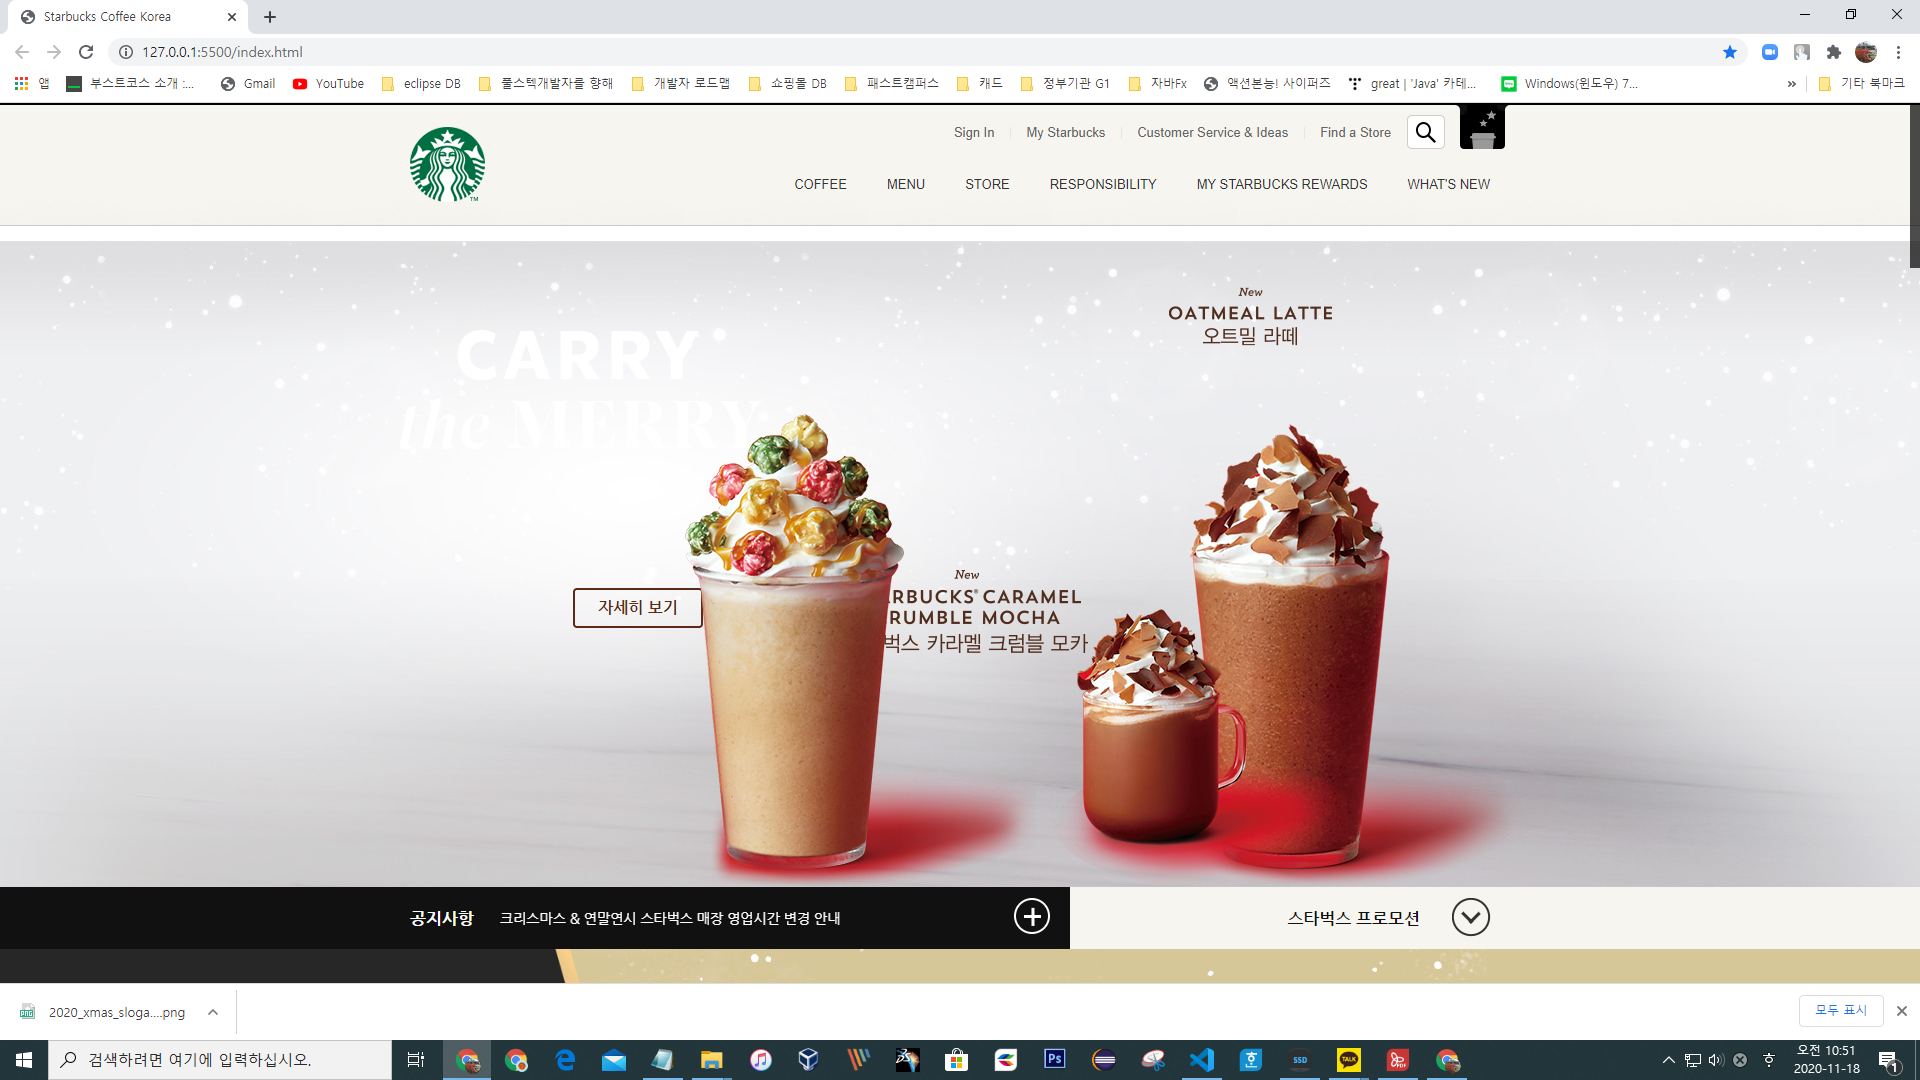 Starbucks Coffee Korea
127.0.0.1:5500/index.html
앱 부스트코스 소개 :... Gmail YouTube eclipse DB 풀스텍개발자를 향해 개발자 로드맵 쇼핑몰 DB 패스트캠퍼스 캐드 정부기관 G1 자바Fx 액션본능! 사이퍼즈 great | 'Java' 카테... Windows(윈도우) 7... » 기타 북마크
Sign In My Starbucks Customer Service & Ideas Find a Store
COFFEE MENU STORE RESPONSIBILITY MY STARBUCKS REWARDS WHAT'S NEW
TM
New
OATMEAL LATTE
오트밀 라떼
CARRY
the MERRY
New
RBUCKS® CARAMEL
RUMBLE MOCHA
벅스 카라멜 크럼블 모카
자세히 보기
공지사항 크리스마스 & 연말연시 스타벅스 매장 영업시간 변경 안내
스타벅스 프로모션
2020_xmas_sloga....png
모두 표시
검색하려면 여기에 입력하십시오.
오전 10:51
2020-11-18
1